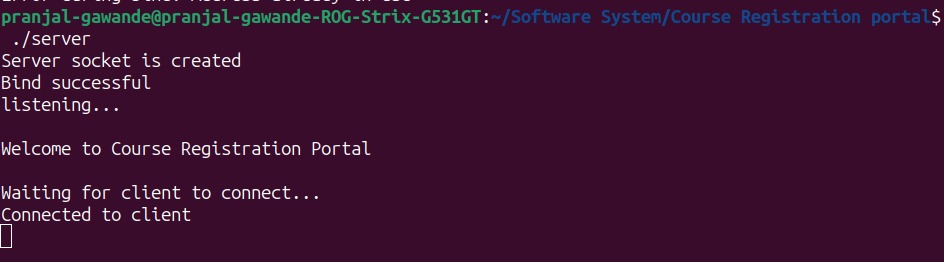 pranjal-gawande@pranjal-gawande-ROG-Strix-G531GT:~/Software System/Course Registration portal$
./server
Server socket is created
Bind successful
listening...
Welcome to Course Registration Portal
Waiting for client to connect...
Connected to client